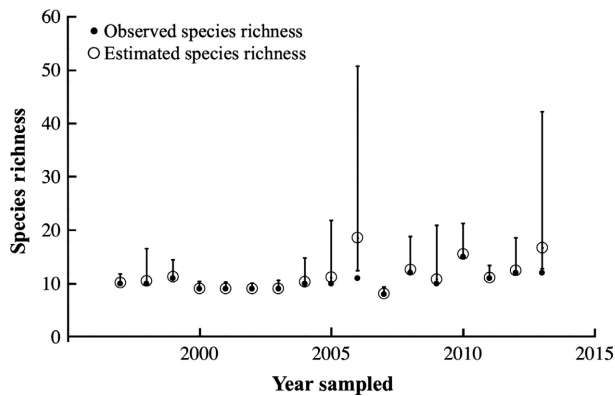 60
50
40
30
20
10
0
Species richness
Observed species richness
Estimated species richness
2000
2005
2010
2015
Year sampled